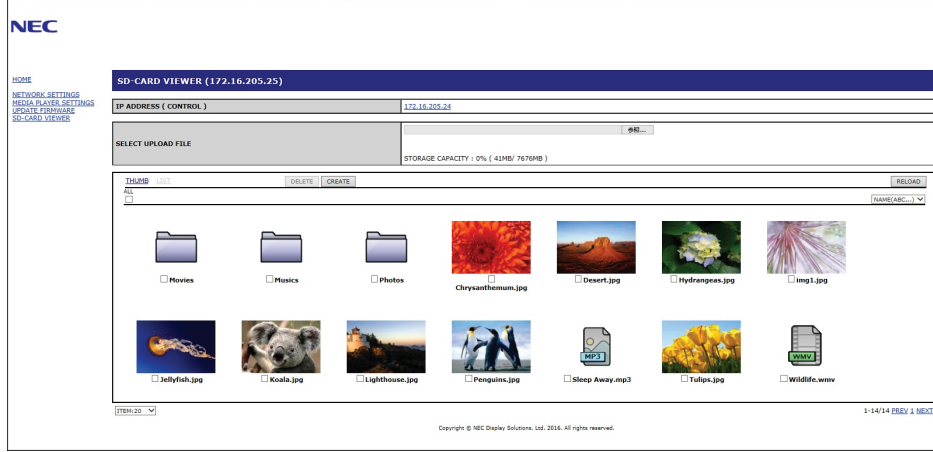 NEC
HOME
NETWORK SETTINGS
MEDIA PLAYER SETTINGS
UPDATE FIRMWARE
SD-CARD VIEWER
SD-CARD VIEWER (172.16.205.25)
IP ADDRESS ( CONTROL )
172.16.205.24
SELECT UPLOAD FILE
参照...
STORAGE CAPACITY : 0% ( 41MB/ 7676MB )
THUMB LIST DELETE CREATE RELOAD
ALL
NAME(ABC...)
Movies Musics Photos Chrysanthemum.jpg Desert.jpg Hydrangeas.jpg img1.jpg
MP3 WMV
Jellyfish.jpg Koala.jpg Lighthouse.jpg Penguins.jpg Sleep Away.mp3 Tulips.jpg Wildlife.wmv
ITEM:20 1-14/14 PREV 1 NEXT
Copyright © NEC Display Solutions, Ltd. 2016. All rights reserved.